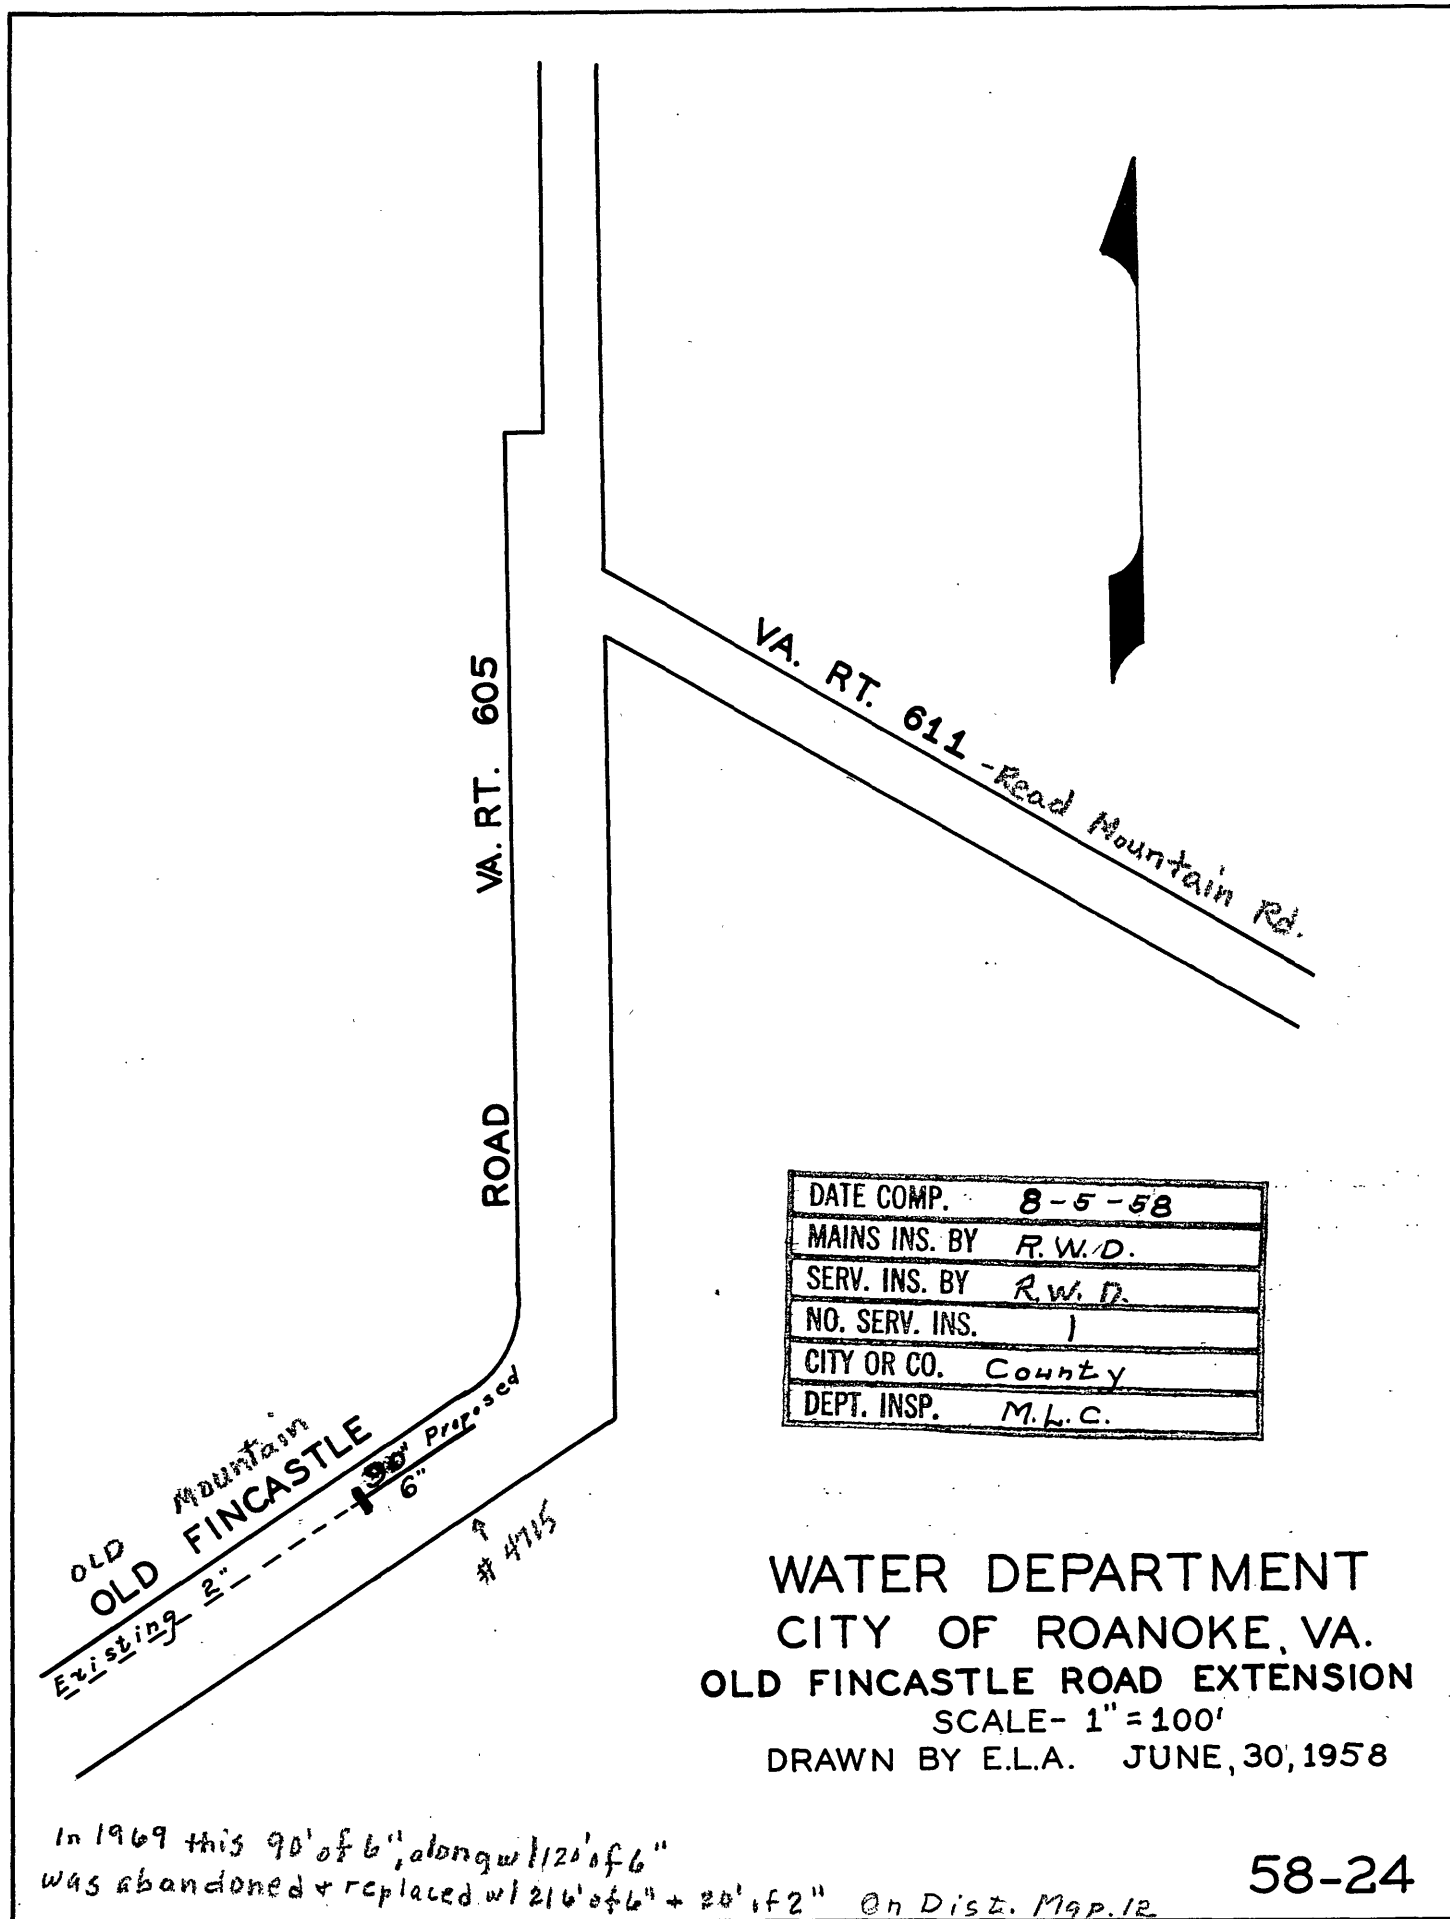 VA. RT. 605
ROAD
VA. RT. 611 - Read Mountain Rd.
DATE COMP. 8-5-58
MAINS INS. BY R.W.D.
SERV. INS. BY R.W.D.
NO. SERV. INS. 1
CITY OR CO. County
DEPT. INSP. M.L.C.
OLD Mountain
OLD FINCASTLE
90' Proposed
6"
Existing 2"
# 4715
WATER DEPARTMENT
CITY OF ROANOKE, VA.
OLD FINCASTLE ROAD EXTENSION
SCALE- 1"=100'
DRAWN BY E.L.A. JUNE, 30, 1958
In 1969 this 90' of 6", along w/ 120' of 6"
was abandoned & replaced w/ 216' of 6" + 20' of 2" On Dist. Map. 12
58-24